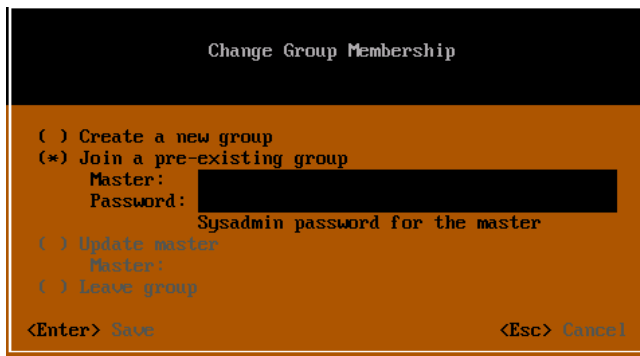 Change Group Membership
( ) Create a new group
(*) Join a pre-existing group
Master:
Password:
Sysadmin password for the master
( ) Update master
Master:
( ) Leave group
<Enter> Save <Esc> Cancel